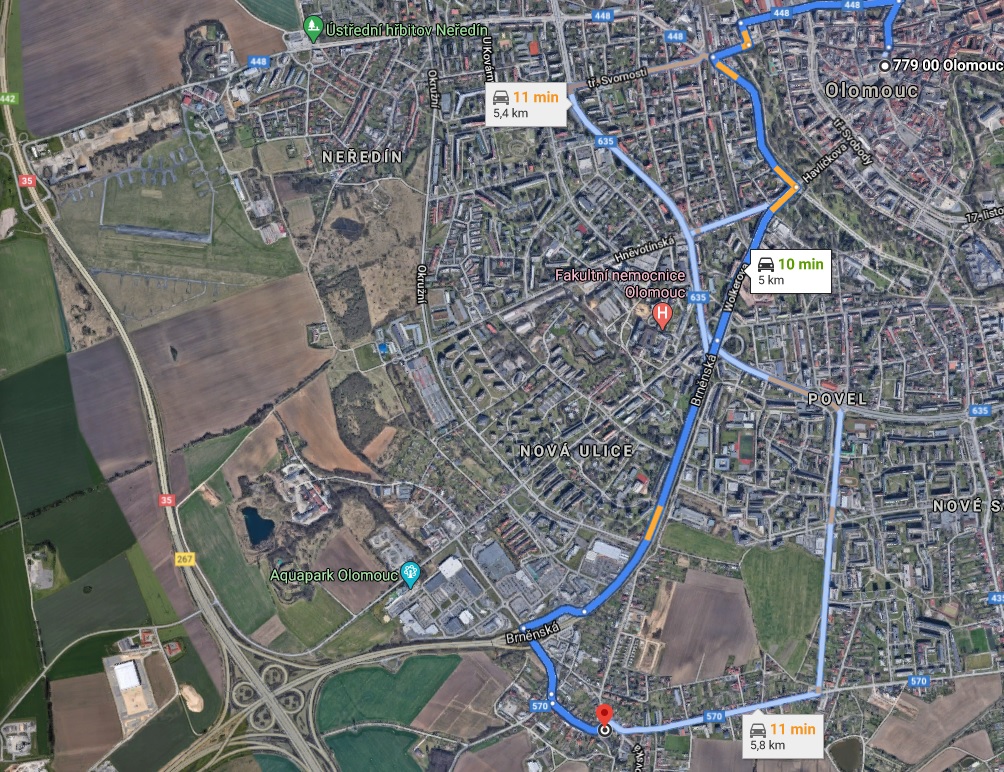 448
448
448
Ústřední hřbitov Neředín
448
448
779 00 Olomouc
tř. Svornosti
Okružní
Olomouc
442
11 min
5,4 km
tř. Svobody
635
Havlíčkova
NEŘEDÍN
35
17. listo
Hněvotínská
Fakultní nemocnice
Olomouc
10 min
5 km
Okružní
Wolkerova
635
H
Brněnská
POVEL
635
NOVÁ ULICE
35
NOVÉ S
267
Aquapark Olomouc
435
Brněnská
570
570
570
11 min
5,8 km